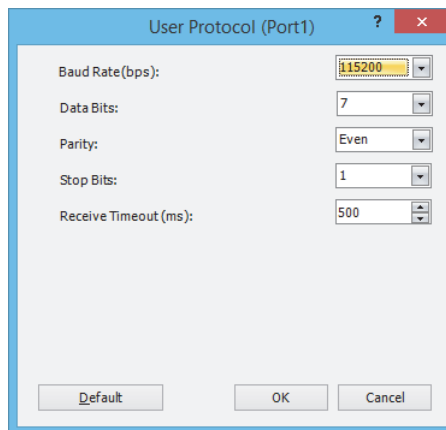 User Protocol (Port1)
?
×
Baud Rate(bps): 115200
Data Bits: 7
Parity: Even
Stop Bits: 1
Receive Timeout (ms): 500
Default OK Cancel